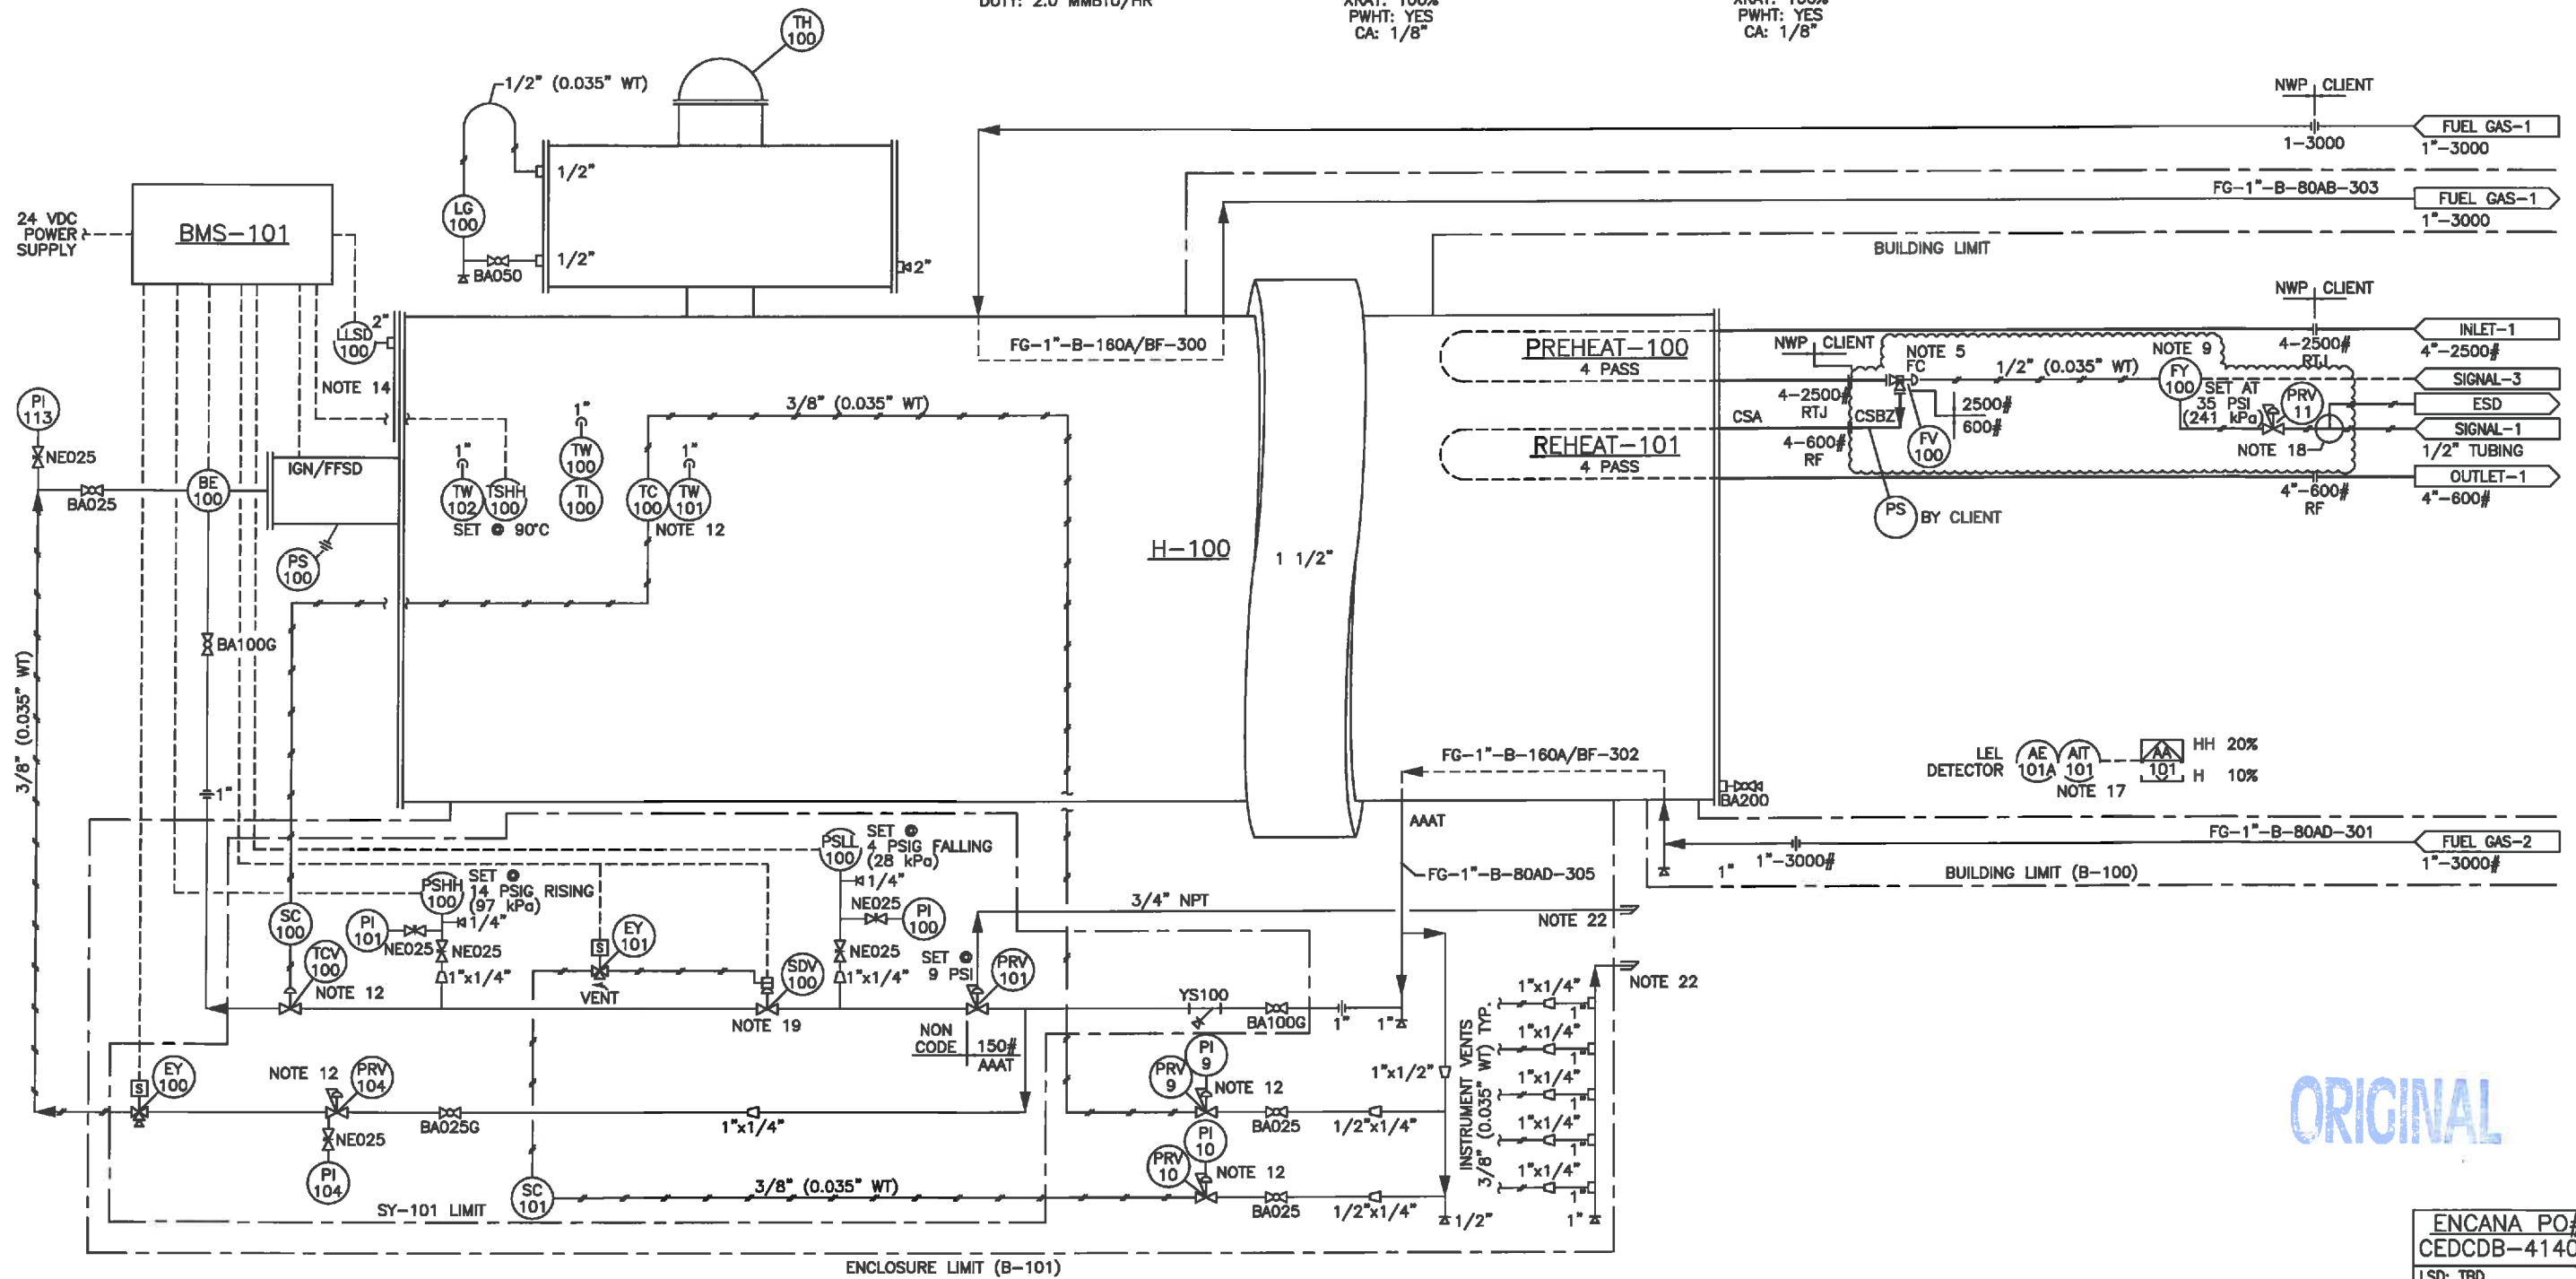 DUTY: 2.0 MMBTU/HR
XRAY: 100%
PWHT: YES
CA: 1/8"
XRAY: 100%
PWHT: YES
CA: 1/8"
TH
100
1/2" (0.035" WT)
LG
100
1/2"
1/2"
BA050
2"
24 VDC
POWER
SUPPLY
BMS-101
NWP CLIENT
1-3000
FUEL GAS-1
1"-3000
FG-1"-B-80AB-303
FUEL GAS-1
1"-3000
BUILDING LIMIT
2"
LLSD
100
NOTE 14
FG-1"-B-160A/BF-300
PREHEAT-100
4 PASS
REHEAT-101
4 PASS
NWP CLIENT
4-2500#
RTJ
INLET-1
4"-2500#
NWP CLIENT
NOTE 5
FC
1/2" (0.035" WT)
NOTE 9
FY
100
SET AT
35 PSI
(241 kPa)
PRV
11
SIGNAL-3
ESD
SIGNAL-1
1/2" TUBING
NOTE 18
4-2500#
RTJ
CSA
CSBZ
4-600#
RF
2500#
600#
FV
100
OUTLET-1
4"-600#
4"-600#
RF
PS
BY CLIENT
PI
113
NE025
BA025
BE
100
IGN/FFSD
PS
100
3/8" (0.035" WT)
1"
TW
102
TSHH
100
SET @ 90°C
1"
TW
100
TI
100
TC
100
1"
TW
101
NOTE 12
H-100
1 1/2"
3/8" (0.035" WT)
BA100G
1"
LEL
DETECTOR
AE
101A
AIT
101
AA
101
HH 20%
H 10%
NOTE 17
FG-1"-B-160A/BF-302
BA200
AAAT
FG-1"-B-80AD-305
FG-1"-B-80AD-301
FUEL GAS-2
1"-3000#
1"
1"-3000#
BUILDING LIMIT (B-100)
PSLL
100
SET @
4 PSIG FALLING
(28 kPa)
1/4"
NE025
PI
100
NE025
1"x1/4"
PSHH
100
SET @
14 PSIG RISING
(97 kPa)
1/4"
PI
101
NE025
NE025
1"x1/4"
SC
100
TCV
100
NOTE 12
EY
101
S
VENT
SDV
100
NOTE 19
SET @
9 PSI
PRV
101
3/4" NPT
NOTE 22
NON
CODE
150#
AAAT
YS100
BA100G
1"
1"
NOTE 22
EY
100
S
NOTE 12
PRV
104
NE025
PI
104
BA025G
1"x1/4"
PI
9
PRV
9
NOTE 12
BA025
1/2"x1/4"
1"x1/2"
PI
10
PRV
10
NOTE 12
BA025
1/2"x1/4"
1/2"
INSTRUMENT VENTS
3/8" (0.035" WT) TYP.
1"x1/4"
1"
1"x1/4"
1"
1"x1/4"
1"
1"x1/4"
1"
1"x1/4"
1"
1"
SC
101
3/8" (0.035" WT)
SY-101 LIMIT
ENCLOSURE LIMIT (B-101)
ORIGINAL
ENCANA PO#
CEDCDB-4140
LSD: TBD